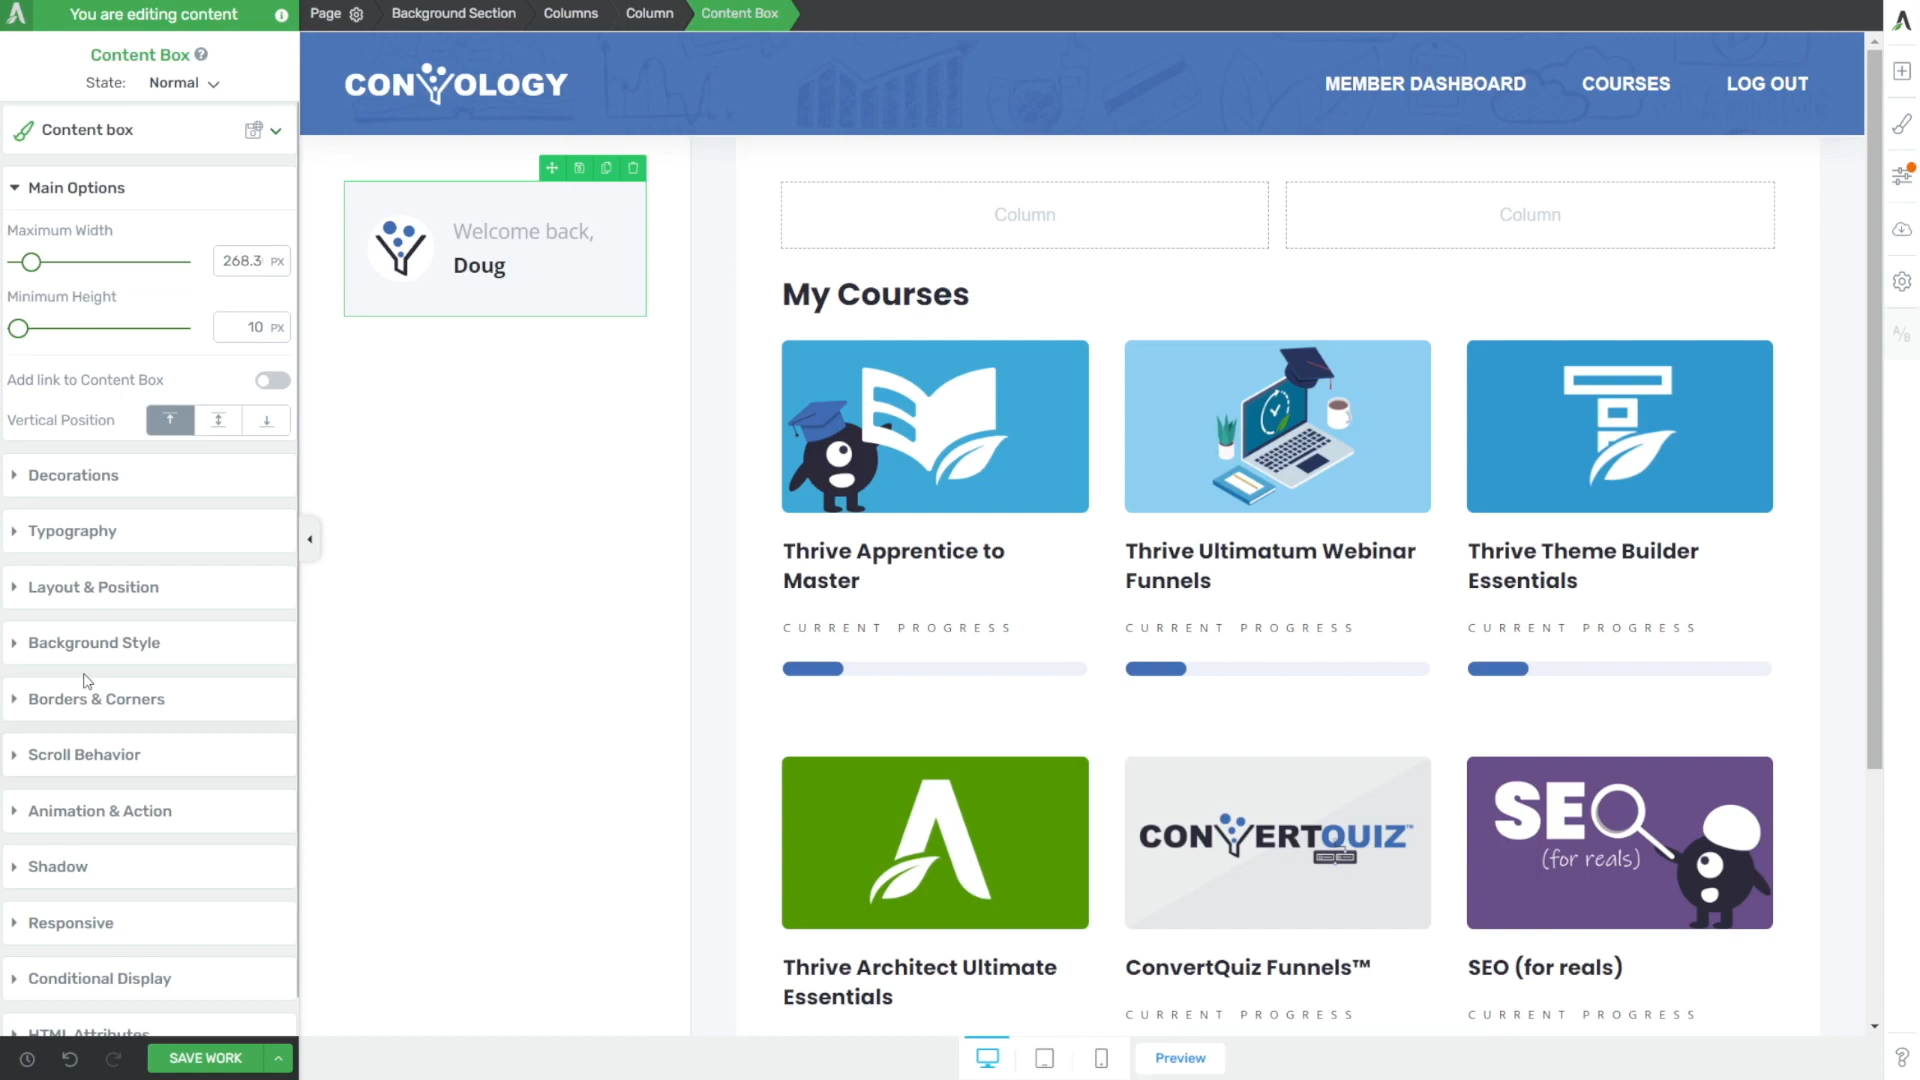 You are editing content
Page
Background Section
Columns
Column
Content Box
Content Box
State: Normal
Content box
Main Options
Maximum Width
268.3 PX
Minimum Height
10 PX
Add link to Content Box
Vertical Position
Decorations
Typography
Layout & Position
Background Style
Borders & Corners
Scroll Behavior
Animation & Action
Shadow
Responsive
Conditional Display
HTML Attributes
SAVE WORK
CONVOLOGY
MEMBER DASHBOARD
COURSES
LOG OUT
Welcome back,
Doug
Column
Column
My Courses
Thrive Apprentice to
Master
CURRENT PROGRESS
Thrive Ultimatum Webinar
Funnels
CURRENT PROGRESS
Thrive Theme Builder
Essentials
CURRENT PROGRESS
CONVERTQUIZ™
SEO
(for reals)
Thrive Architect Ultimate
Essentials
ConvertQuiz Funnels™
CURRENT PROGRESS
SEO (for reals)
CURRENT PROGRESS
Preview
A/B